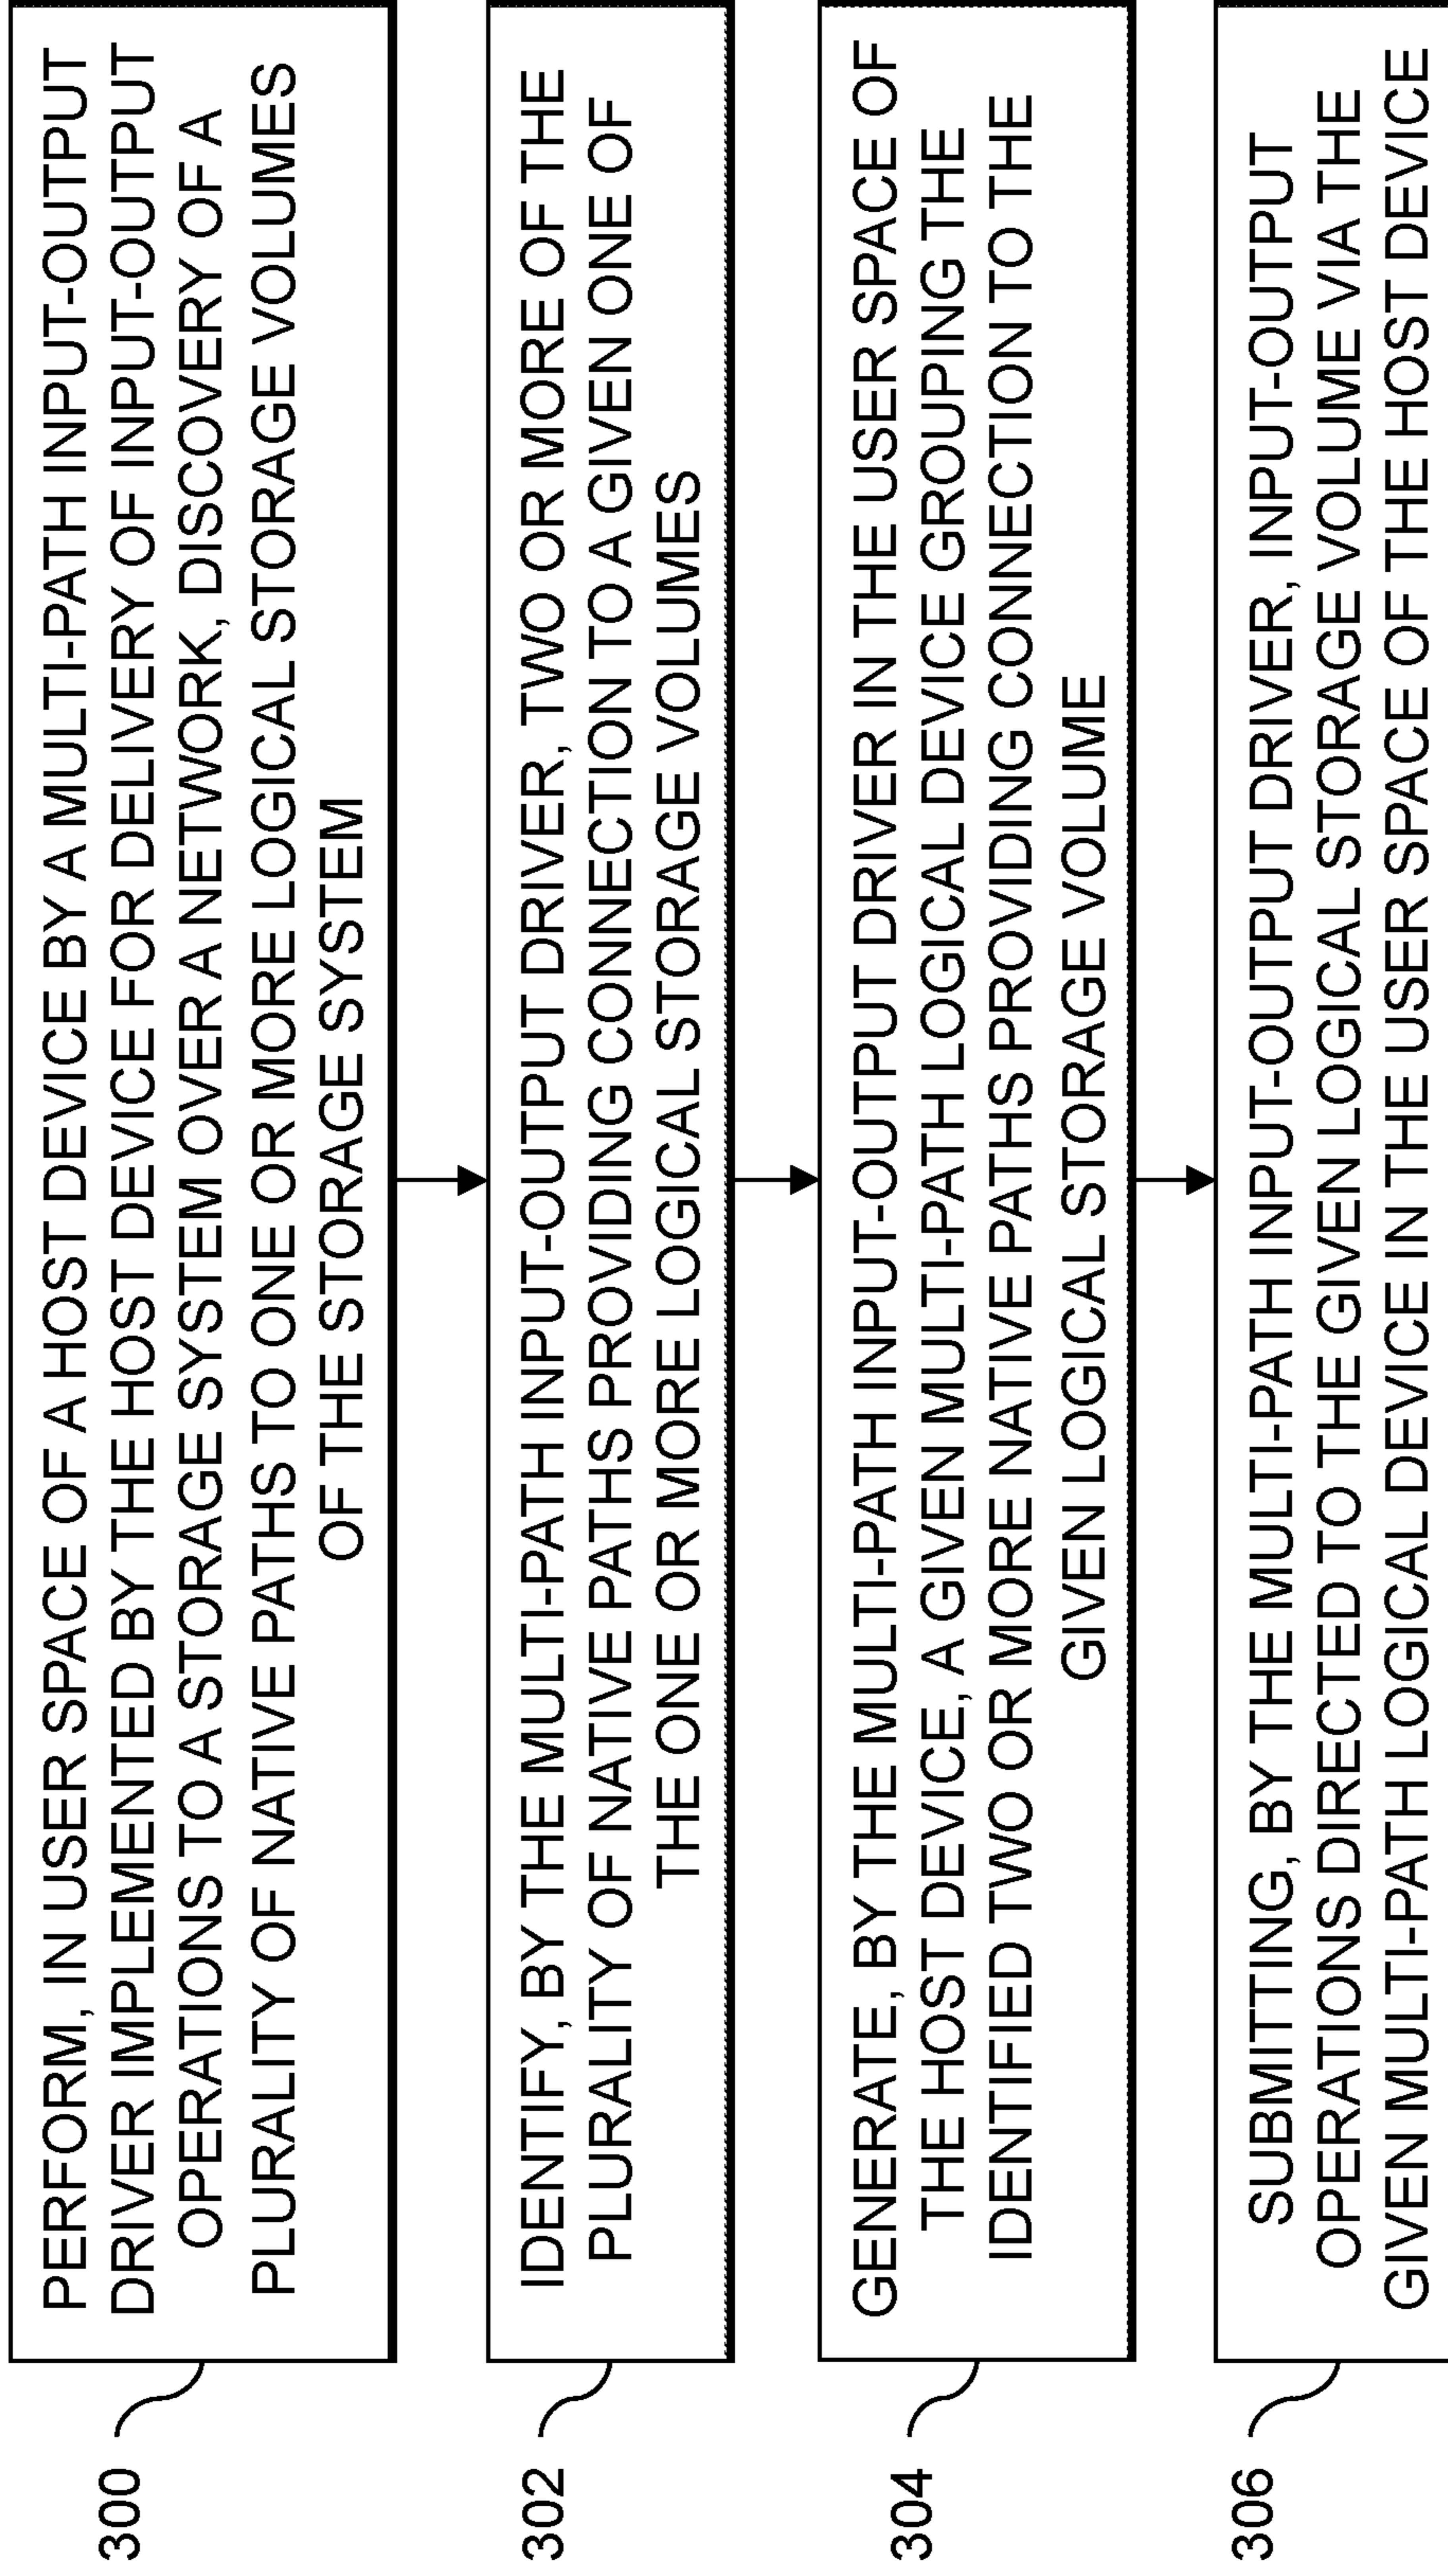 300
PERFORM, IN USER SPACE OF A HOST DEVICE BY A MULTI-PATH INPUT-OUTPUT
DRIVER IMPLEMENTED BY THE HOST DEVICE FOR DELIVERY OF INPUT-OUTPUT
OPERATIONS TO A STORAGE SYSTEM OVER A NETWORK, DISCOVERY OF A
PLURALITY OF NATIVE PATHS TO ONE OR MORE LOGICAL STORAGE VOLUMES
OF THE STORAGE SYSTEM
302
IDENTIFY, BY THE MULTI-PATH INPUT-OUTPUT DRIVER, TWO OR MORE OF THE
PLURALITY OF NATIVE PATHS PROVIDING CONNECTION TO A GIVEN ONE OF
THE ONE OR MORE LOGICAL STORAGE VOLUMES
304
GENERATE, BY THE MULTI-PATH INPUT-OUTPUT DRIVER IN THE USER SPACE OF
THE HOST DEVICE, A GIVEN MULTI-PATH LOGICAL DEVICE GROUPING THE
IDENTIFIED TWO OR MORE NATIVE PATHS PROVIDING CONNECTION TO THE
GIVEN LOGICAL STORAGE VOLUME
306
SUBMITTING, BY THE MULTI-PATH INPUT-OUTPUT DRIVER, INPUT-OUTPUT
OPERATIONS DIRECTED TO THE GIVEN LOGICAL STORAGE VOLUME VIA THE
GIVEN MULTI-PATH LOGICAL DEVICE IN THE USER SPACE OF THE HOST DEVICE